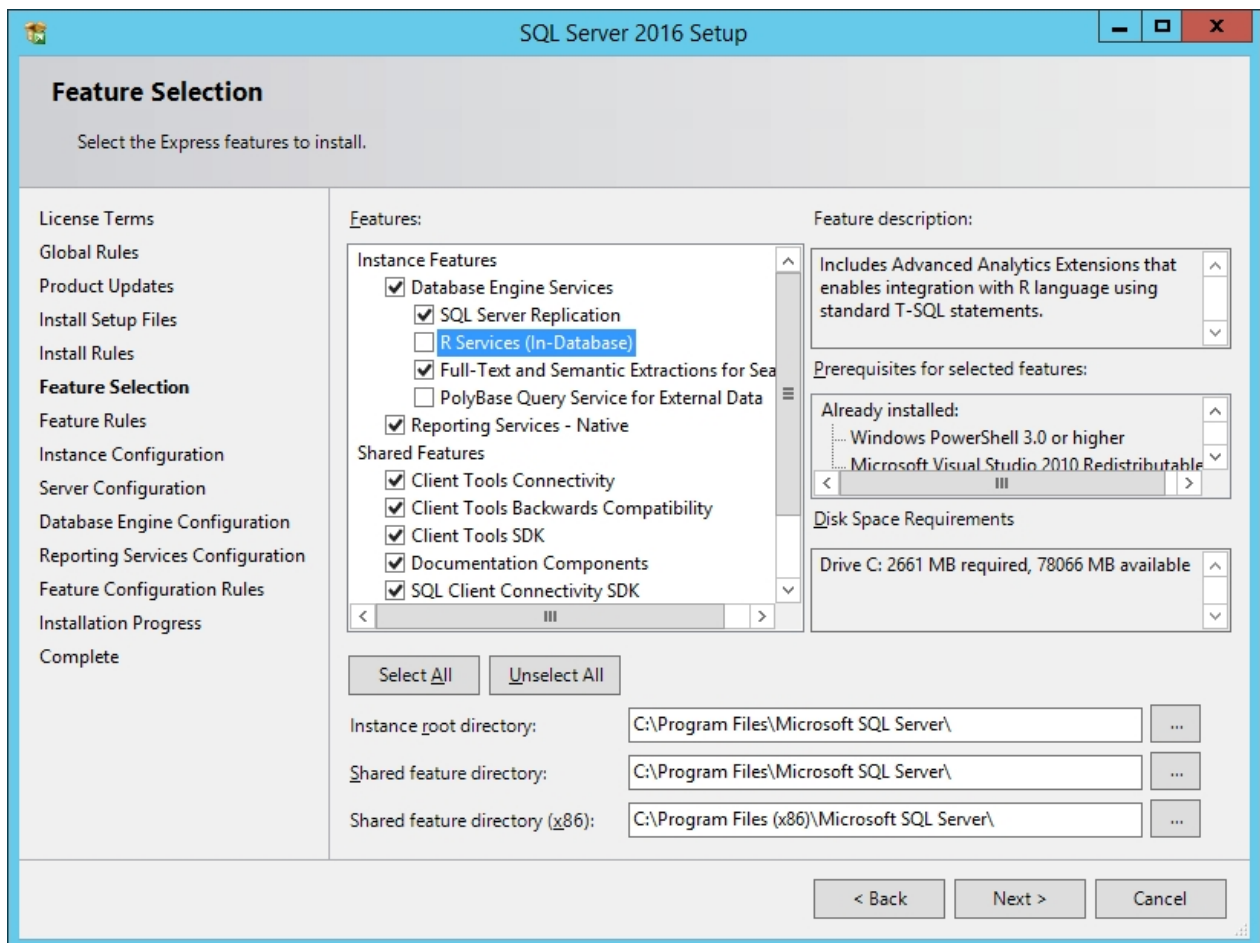 SQL Server 2016 Setup
Feature Selection
Select the Express features to install.
License Terms
Global Rules
Product Updates
Install Setup Files
Install Rules
Feature Selection
Feature Rules
Instance Configuration
Server Configuration
Database Engine Configuration
Reporting Services Configuration
Feature Configuration Rules
Installation Progress
Complete
Features:
Instance Features
Database Engine Services
SQL Server Replication
R Services (In-Database)
Full-Text and Semantic Extractions for Sea
PolyBase Query Service for External Data
Reporting Services - Native
Shared Features
Client Tools Connectivity
Client Tools Backwards Compatibility
Client Tools SDK
Documentation Components
SQL Client Connectivity SDK
Feature description:
Includes Advanced Analytics Extensions that
enables integration with R language using
standard T-SQL statements.
Prerequisites for selected features:
Already installed:
Windows PowerShell 3.0 or higher
Microsoft Visual Studio 2010 Redistributable
Disk Space Requirements
Drive C: 2661 MB required, 78066 MB available
Select All
Unselect All
Instance root directory:
C:\Program Files\Microsoft SQL Server\
...
Shared feature directory:
C:\Program Files\Microsoft SQL Server\
...
Shared feature directory (x86):
C:\Program Files (x86)\Microsoft SQL Server\
...
< Back
Next >
Cancel